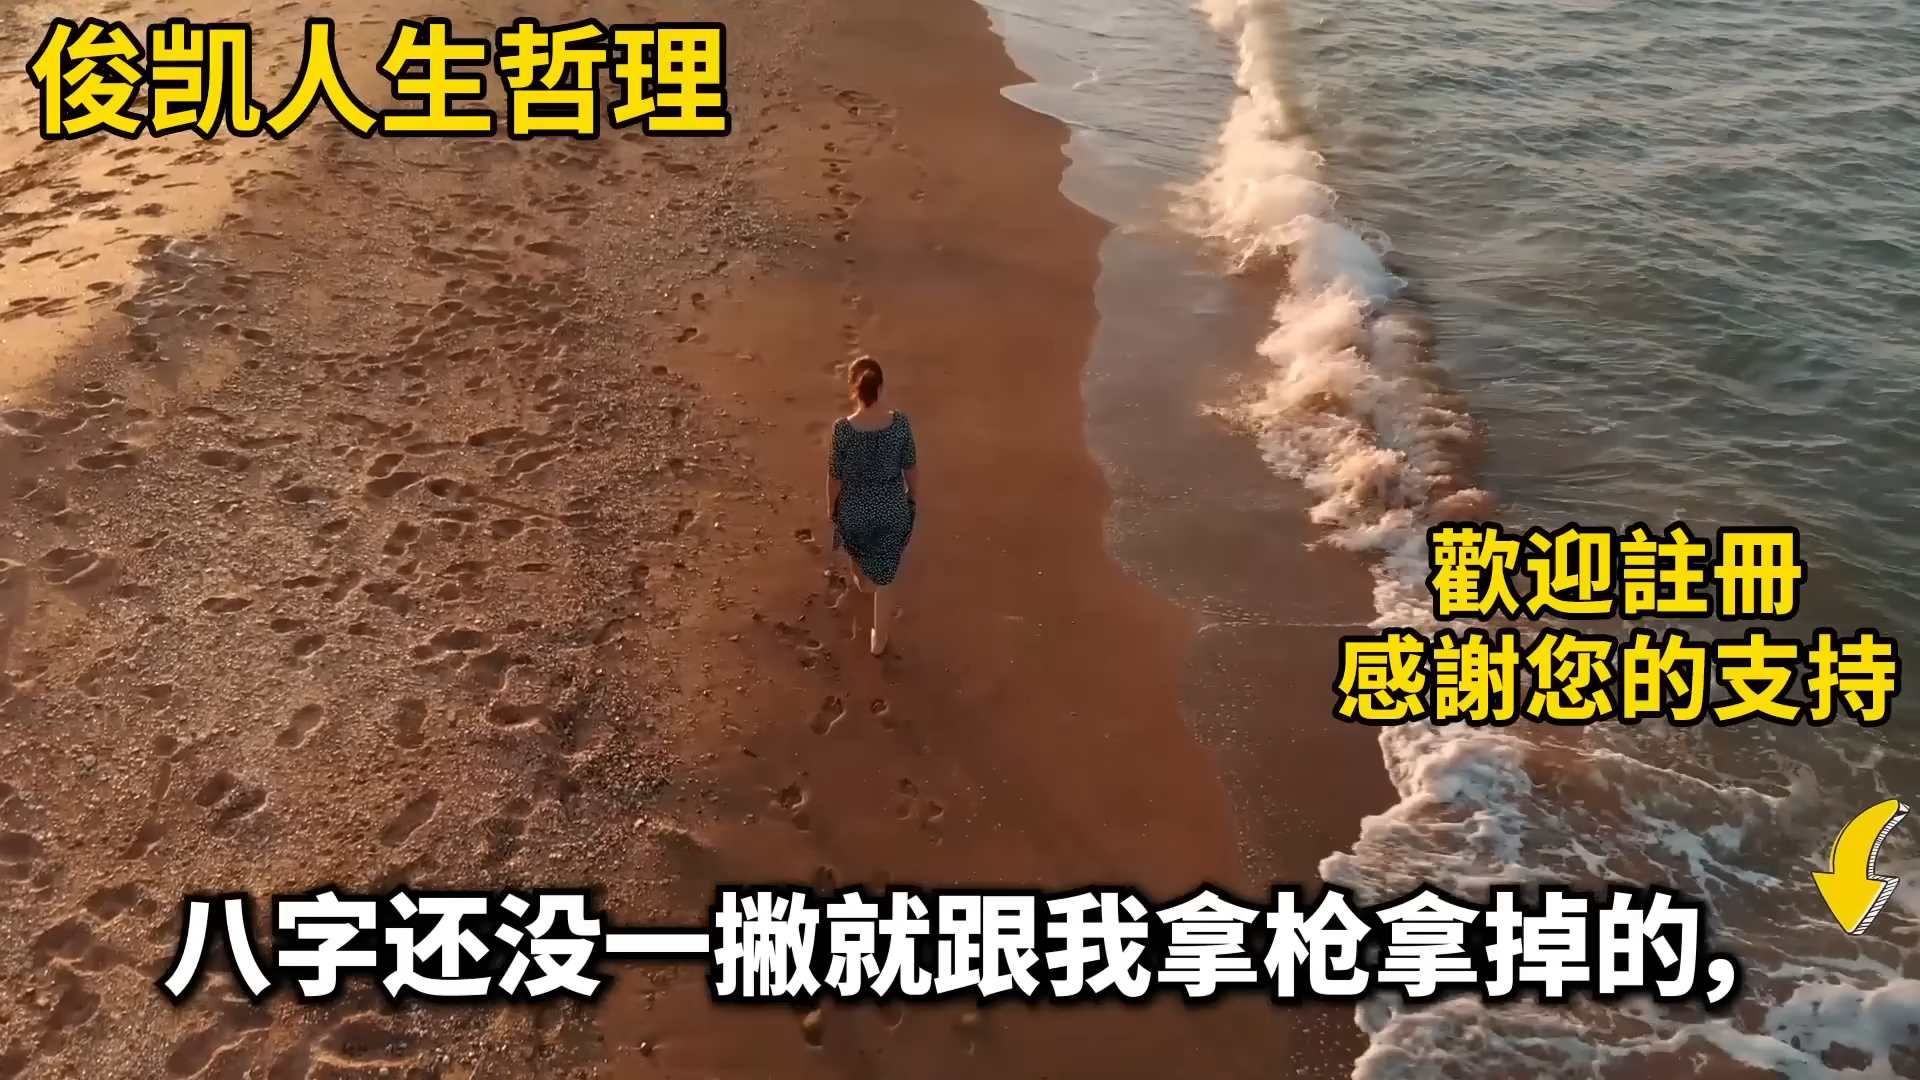 俊凯人生哲理
歡迎註冊
感謝您的支持
八字还没一撇就跟我拿枪拿掉的,